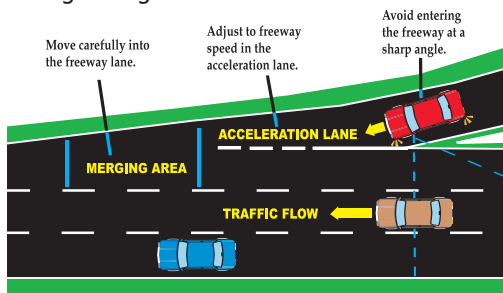 Move carefully into
the freeway lane.
Adjust to freeway
speed in the
acceleration lane.
Avoid entering
the freeway at a
sharp angle.
ACCELERATION LANE
MERGING AREA
TRAFFIC FLOW